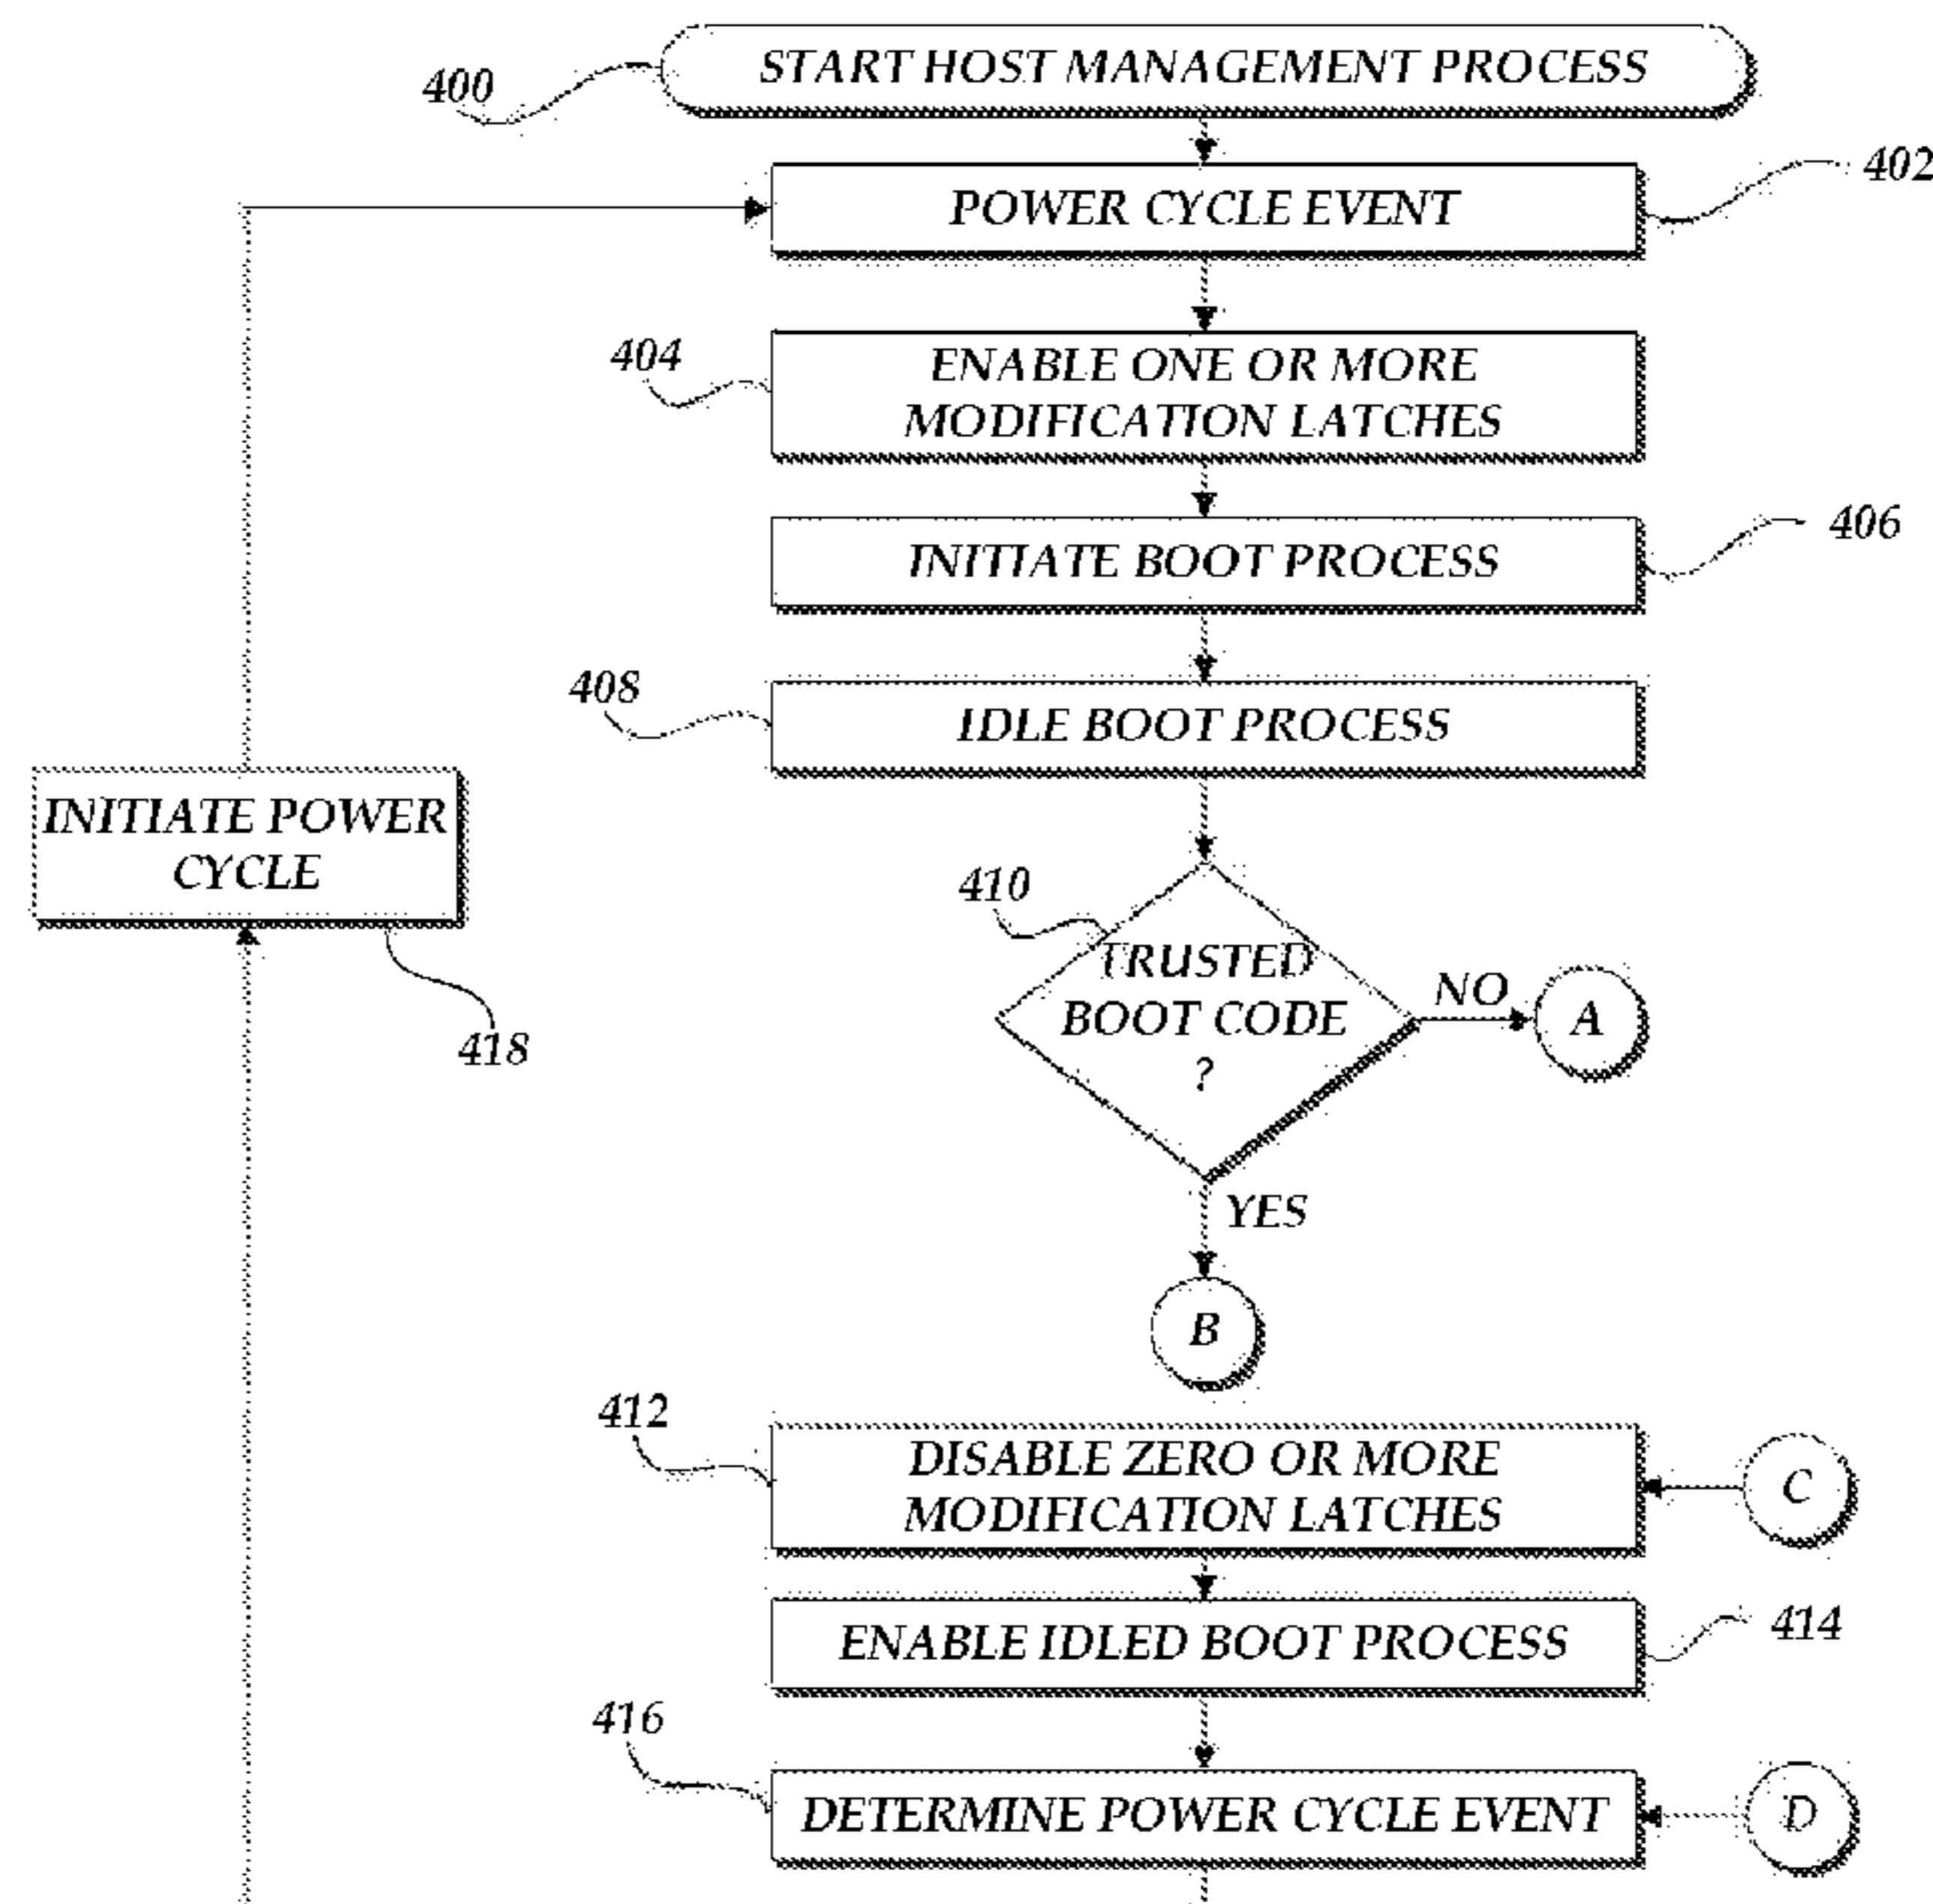 START HOST MANAGEMENT PROCESS
400
POWER CYCLE EVENT
402
404
ENABLE ONE OR MORE
MODIFICATION LATCHES
406
INITIATE BOOT PROCESS
408
IDLE BOOT PROCESS
INITIATE POWER
CYCLE
418
410
TRUSTED
BOOT CODE
?
NO
A
YES
B
412
DISABLE ZERO OR MORE
MODIFICATION LATCHES
C
ENABLE IDLED BOOT PROCESS
414
416
DETERMINE POWER CYCLE EVENT
D